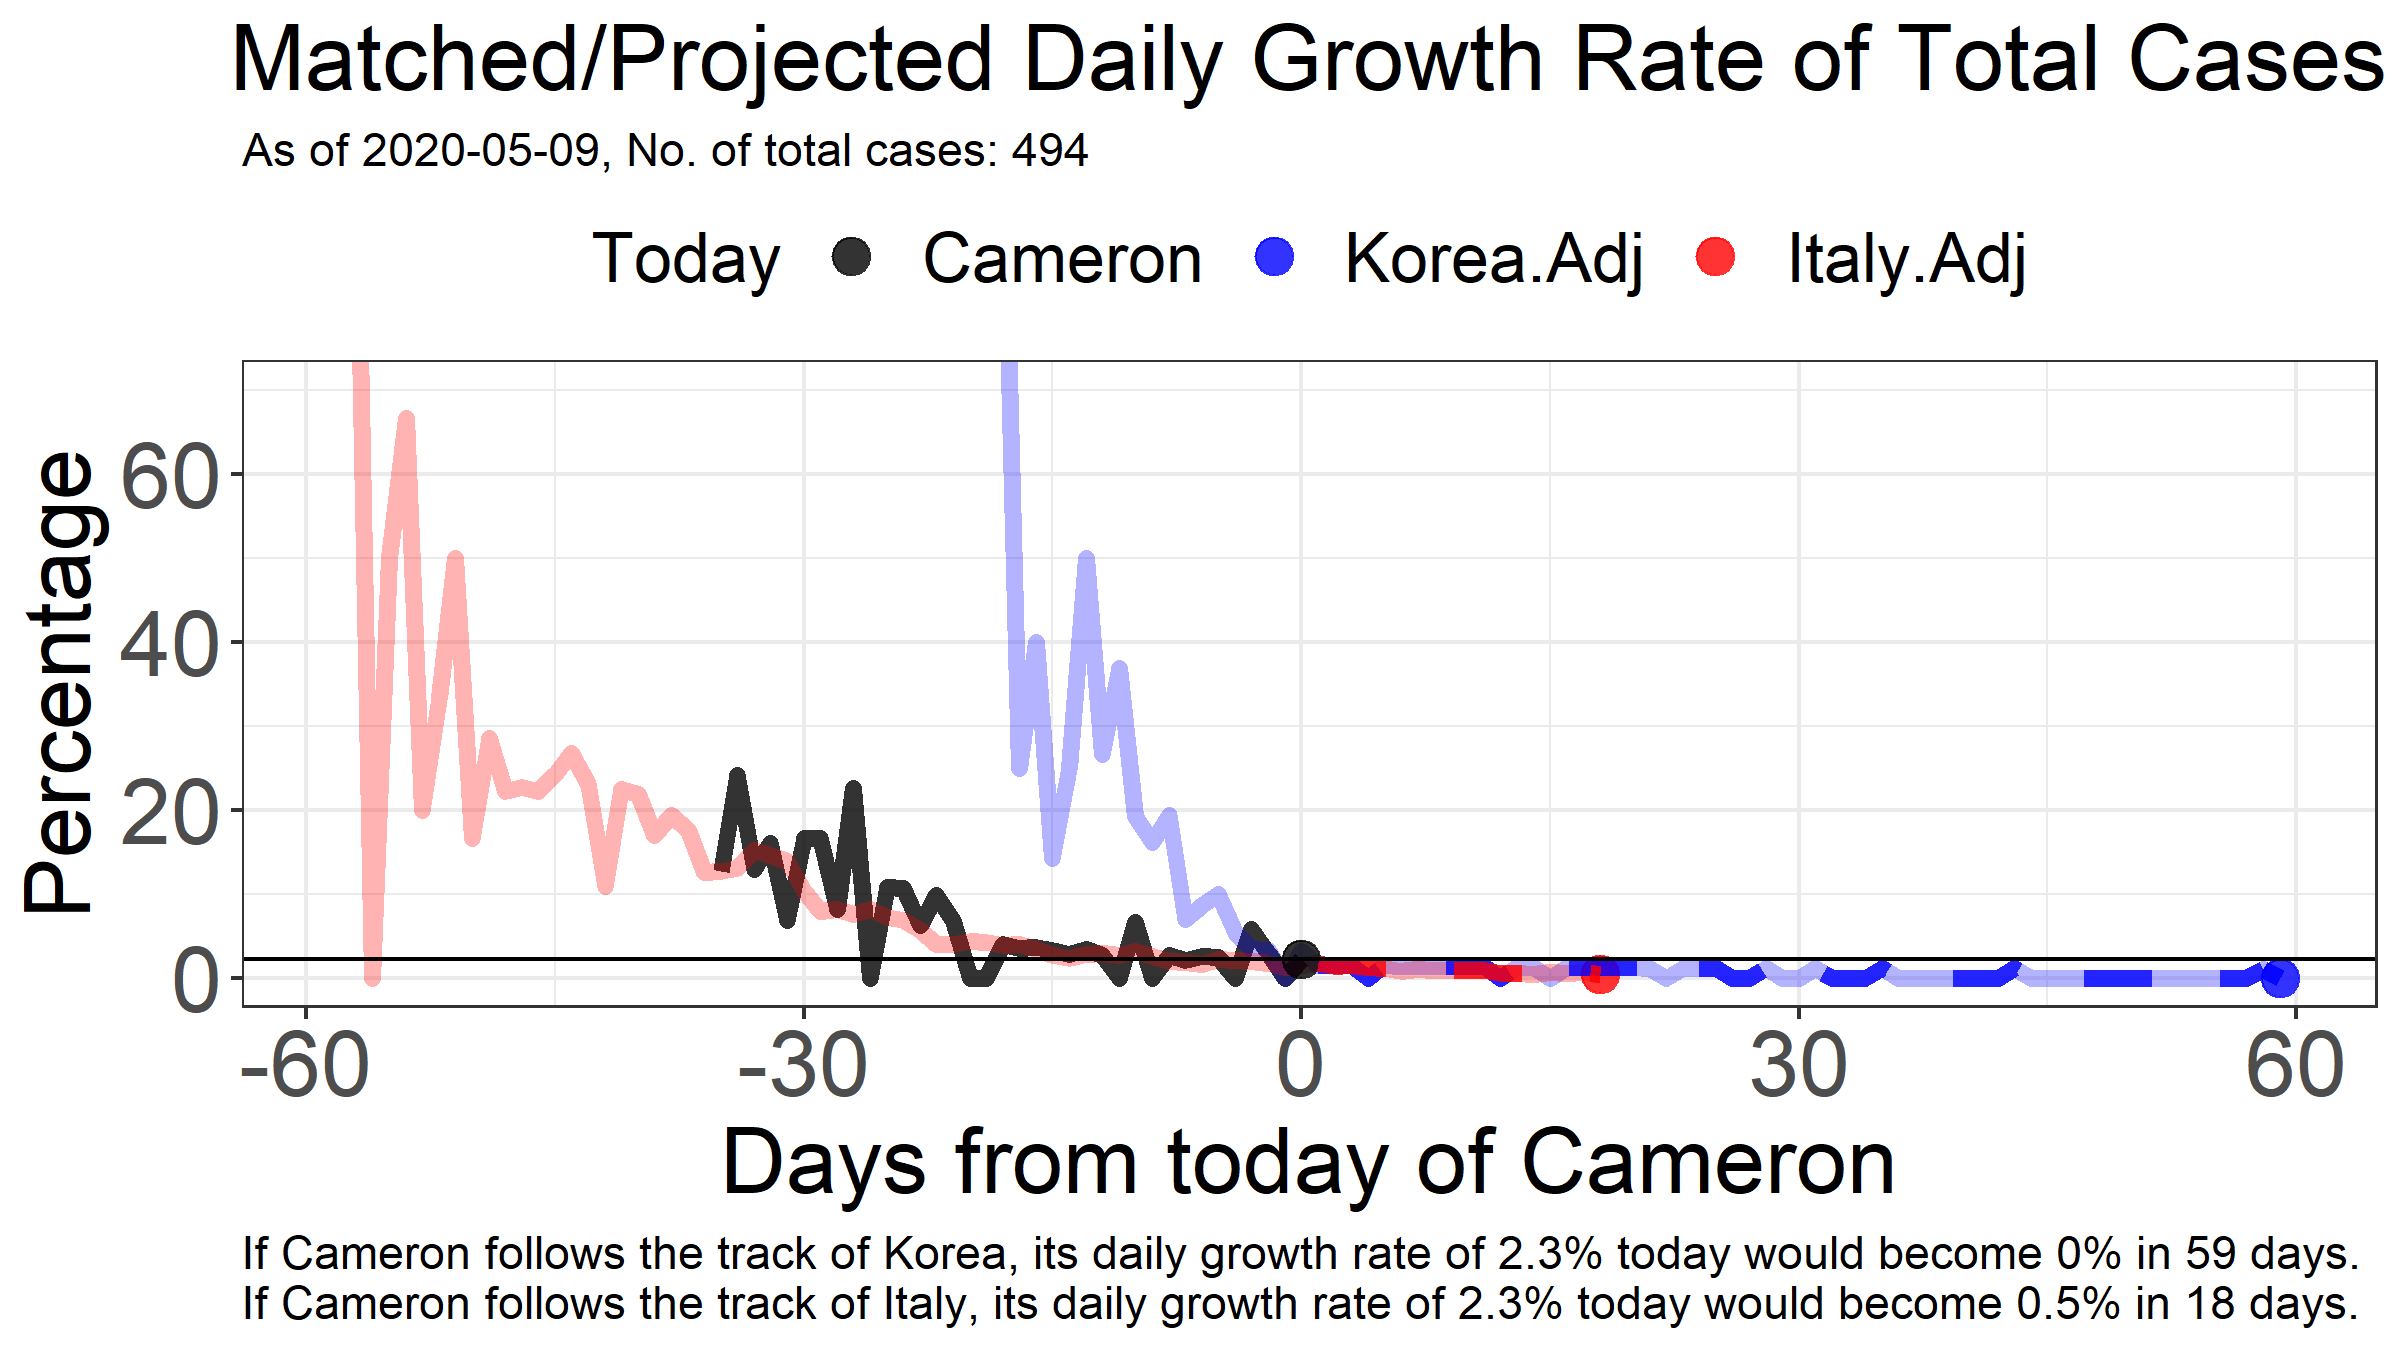 Matched/Projected Daily Growth Rate of Total Cases
As of 2020-05-09, No. of total cases: 494
Today Cameron Korea.Adj Italy.Adj
Percentage
60
40
20
0
-60 -30 0 30 60
Days from today of Cameron
If Cameron follows the track of Korea, its daily growth rate of 2.3% today would become 0% in 59 days.
If Cameron follows the track of Italy, its daily growth rate of 2.3% today would become 0.5% in 18 days.